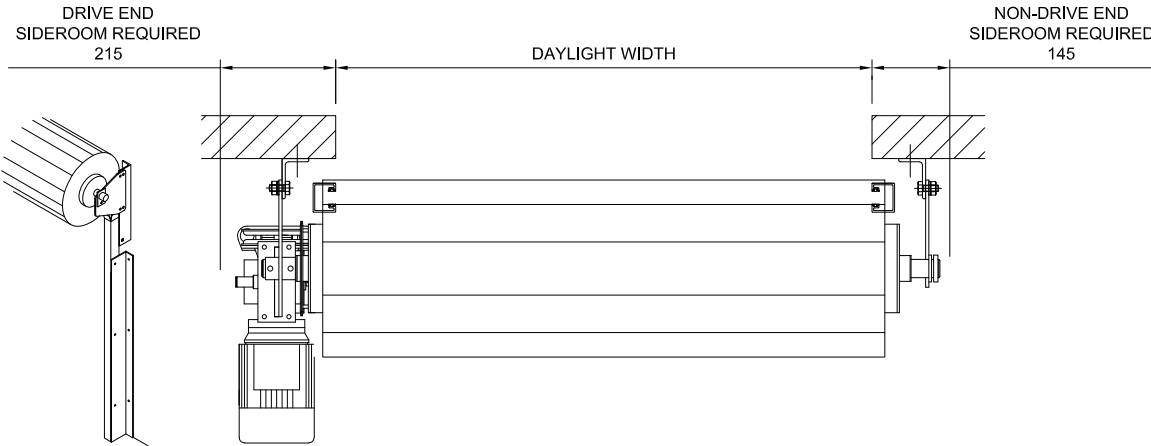 DRIVE END
SIDEROOM REQUIRED
215
DAYLIGHT WIDTH
NON-DRIVE END
SIDEROOM REQUIRED
145